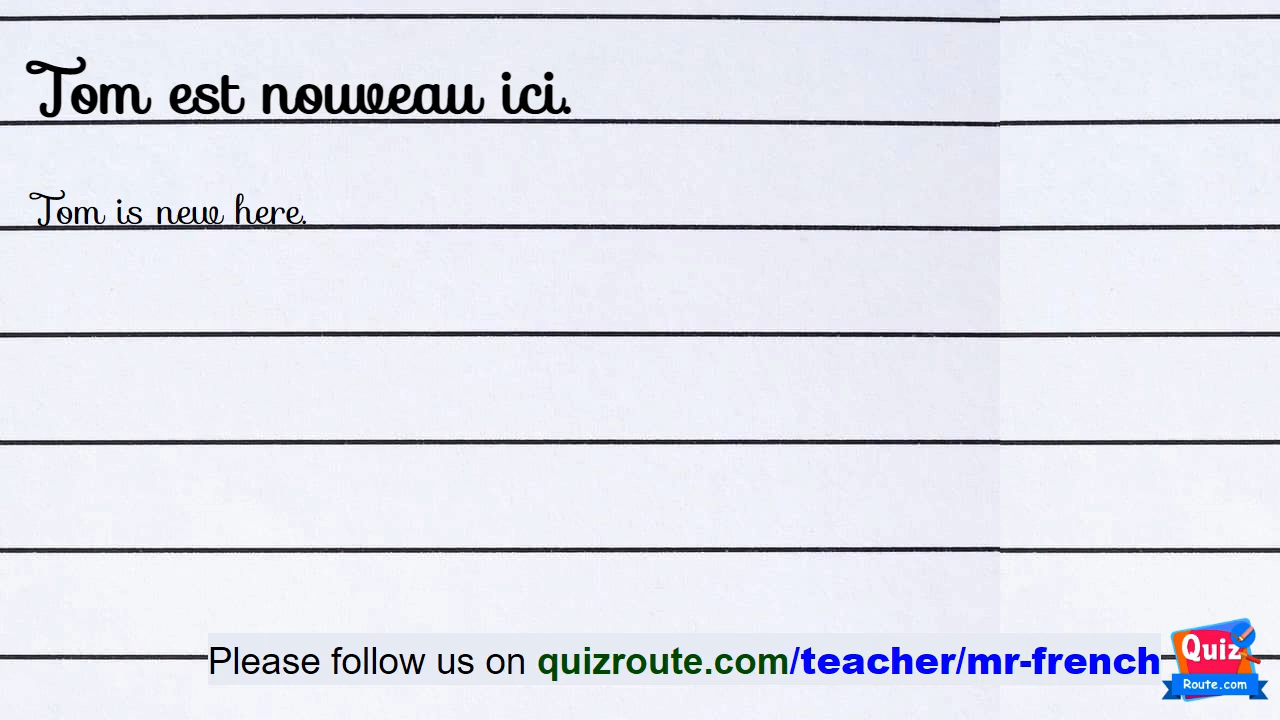 Tom est nouveau ici.
Tom is new here.
Please follow us on quizroute.com/teacher/mr-french
Quiz
Route.com